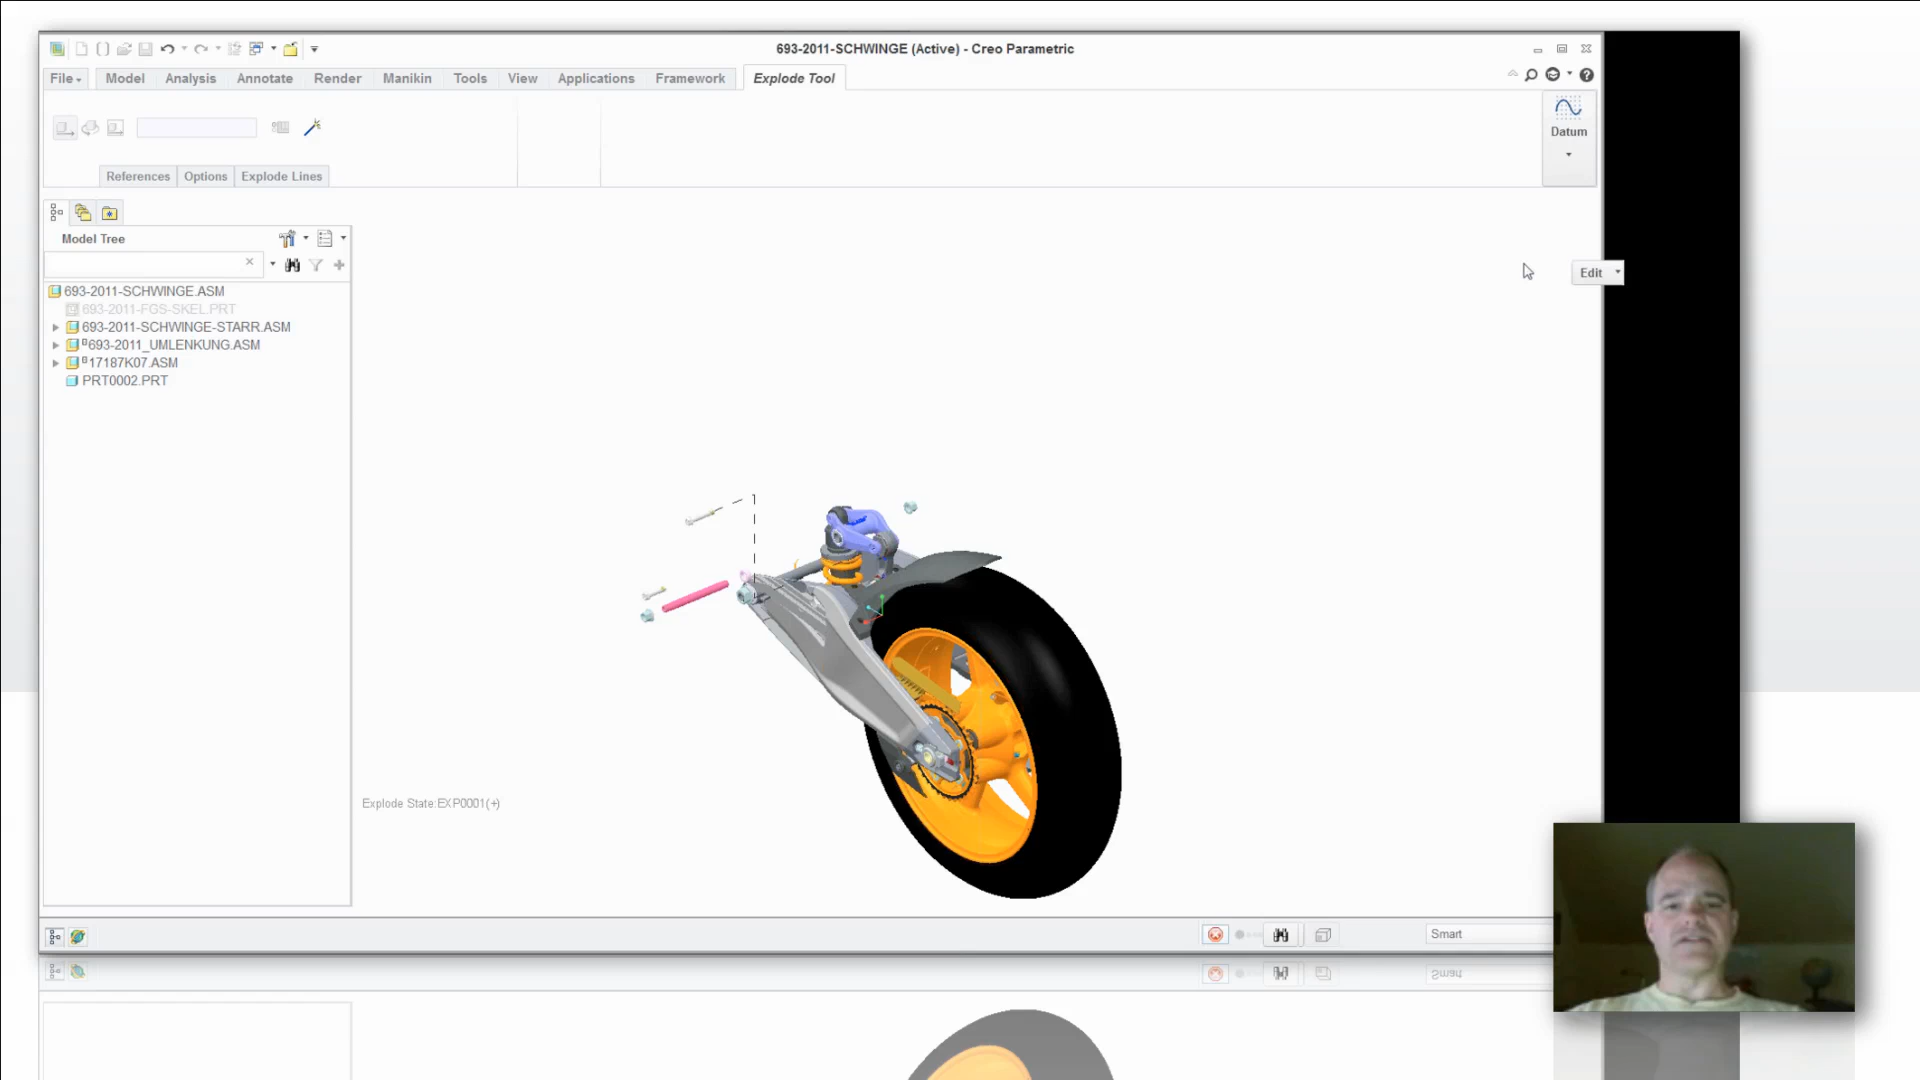 693-2011-SCHWINGE (Active) - Creo Parametric
File Model Analysis Annotate Render Manikin Tools View Applications Framework Explode Tool
Datum
References Options Explode Lines
Model Tree
Edit
693-2011-SCHWINGE.ASM
693-2011-FGS-SKEL.PRT
693-2011-SCHWINGE-STARR.ASM
693-2011_UMLENKUNG.ASM
17187K07.ASM
PRT0002.PRT
Explode State:EXP0001(+)
Smart